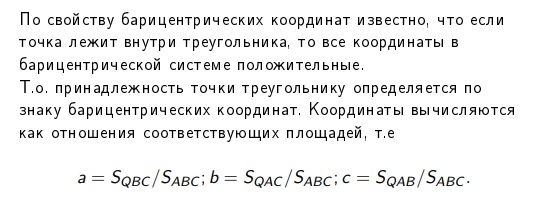 По свойству барицентрических координат известно, что если
точка лежит внутри треугольника, то все координаты в
барицентрической системе положительные.
Т.о. принадлежность точки треугольнику определяется по
знаку барицентрических координат. Координаты вычисляются
как отношения соответствующих площадей, т.е
a = S_{QBC}/S_{ABC}; b = S_{QAC}/S_{ABC}; c = S_{QAB}/S_{ABC}.